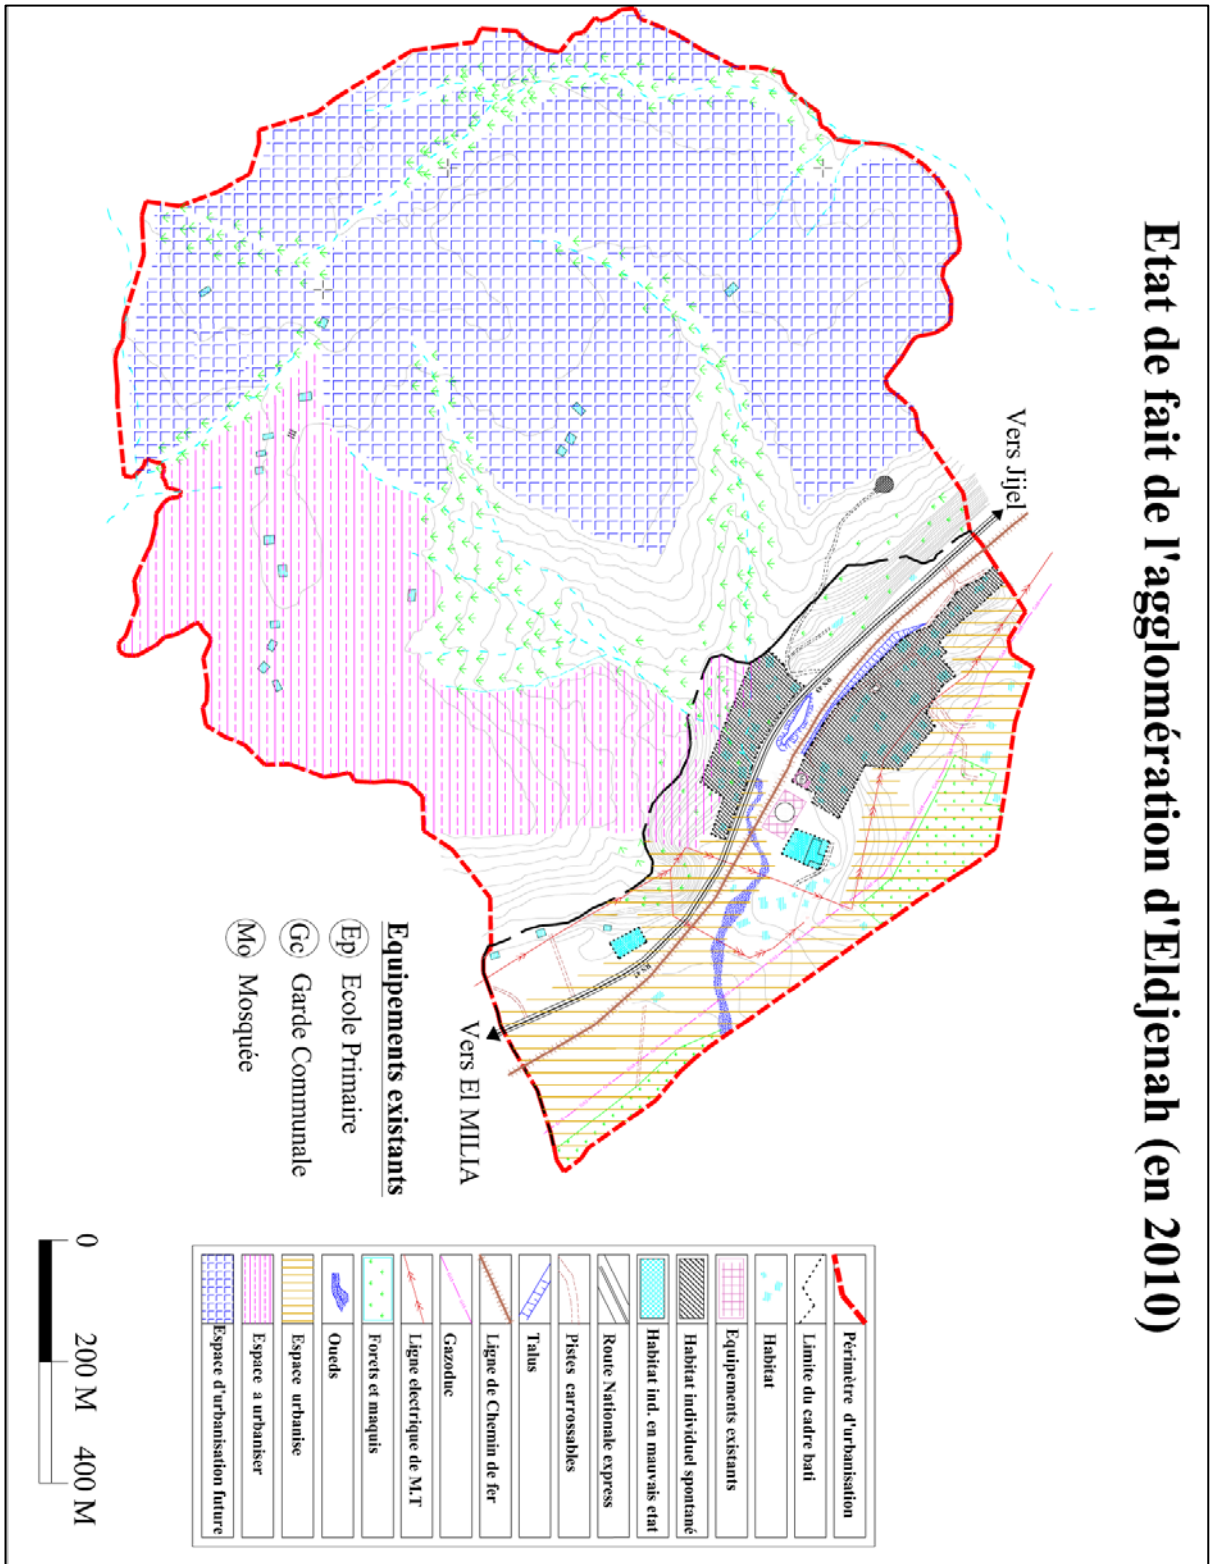 Etat de fait de l'agglomération d'Eldjenah (en 2010)
Vers Jijel
Vers El MILIA
Equipements existants
Ep Ecole Primaire
Gc Garde Communale
Mo Mosquée
Périmètre d'urbanisation
Limite du cadre bati
Habitat
Equipements existants
Habitat individuel spontané
Habitat ind. en mauvais etat
Route Nationale express
Pistes carrossables
Talus
Ligne de Chemin de fer
Gazoduc
Ligne electrique de M.T
Forets et maquis
Oueds
Espace urbanise
Espace a urbaniser
Espace d'urbanisation future
0 200 M 400 M